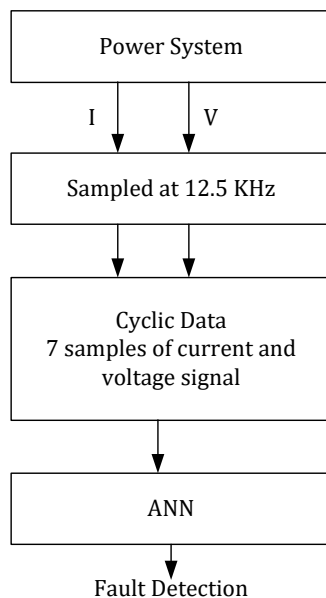 Power System
I V
Sampled at 12.5 KHz
Cyclic Data
7 samples of current and
voltage signal
ANN
Fault Detection